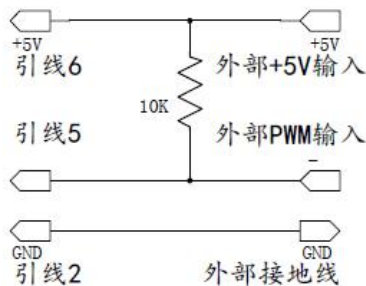 +5V +5V
引线6 外部+5V输入
10K
引线5 外部PWM输入
-
GND GND
引线2 外部接地线